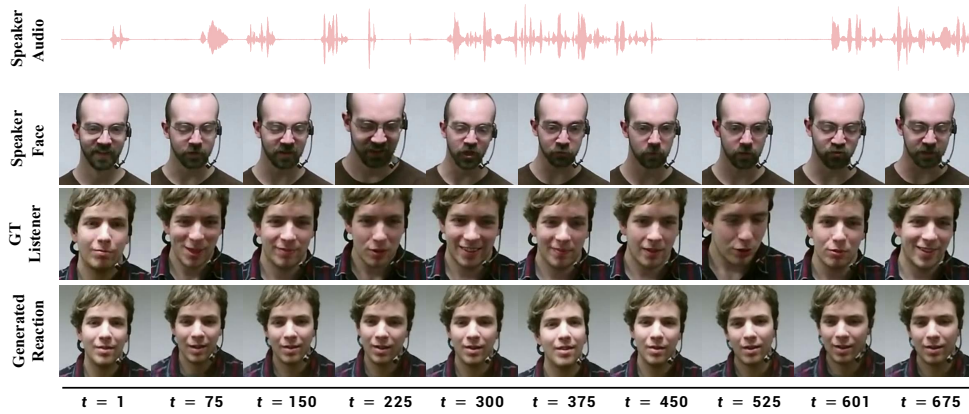 Speaker
Audio
Speaker
Face
GT
Listener
Generated
Reaction
t = 1 t = 75 t = 150 t = 225 t = 300 t = 375 t = 450 t = 525 t = 601 t = 675